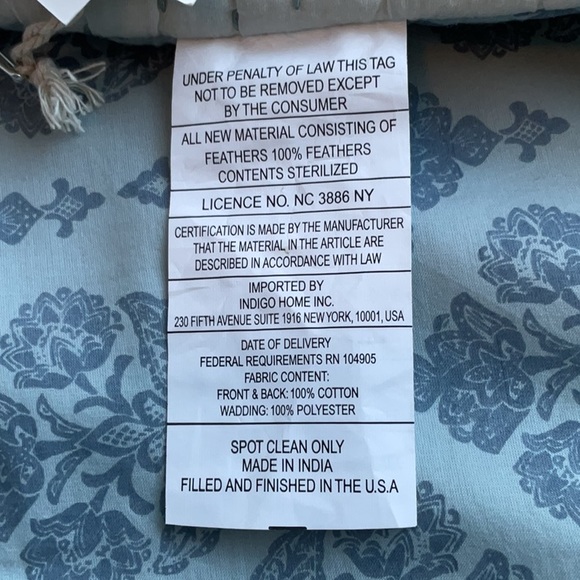 UNDER PENALTY OF LAW THIS TAG
NOT TO BE REMOVED EXCEPT
BY THE CONSUMER
ALL NEW MATERIAL CONSISTING OF
FEATHERS 100% FEATHERS
CONTENTS STERILIZED
LICENCE NO. NC 3886 NY
CERTIFICATION IS MADE BY THE MANUFACTURER
THAT THE MATERIAL IN THE ARTICLE ARE
DESCRIBED IN ACCORDANCE WITH LAW
IMPORTED BY
INDIGO HOME INC.
230 FIFTH AVENUE SUITE 1916 NEW YORK, 10001, USA
DATE OF DELIVERY
FEDERAL REQUIREMENTS RN 104905
FABRIC CONTENT:
FRONT & BACK: 100% COTTON
WADDING: 100% POLYESTER
SPOT CLEAN ONLY
MADE IN INDIA
FILLED AND FINISHED IN THE U.S.A